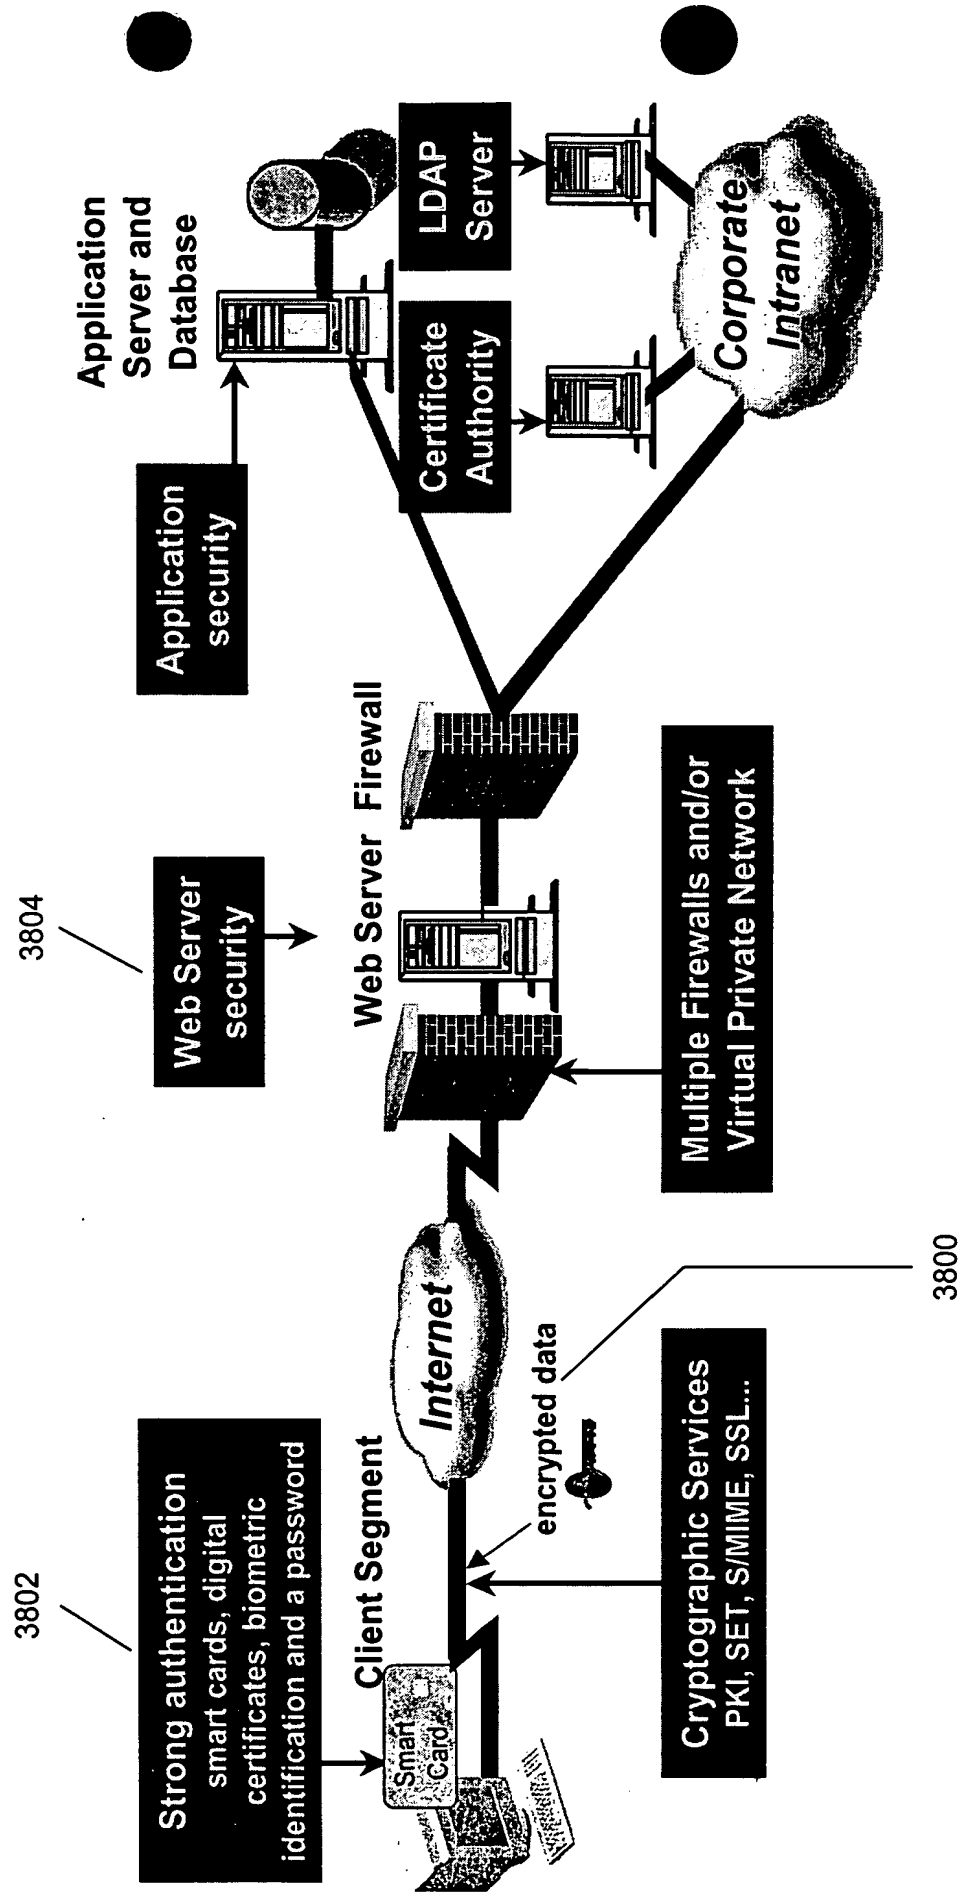 3802
3804
Strong authentication
smart cards, digital
certificates, biometric
identification and a password
Web Server
security
Application
security
Application
Server and
Database
Client Segment
Web Server Firewall
Smart
Card
Internet
Certificate
Authority
LDAP
Server
encrypted data
Corporate
Intranet
Cryptographic Services
PKI, SET, S/MIME, SSL...
Multiple Firewalls and/or
Virtual Private Network
3800